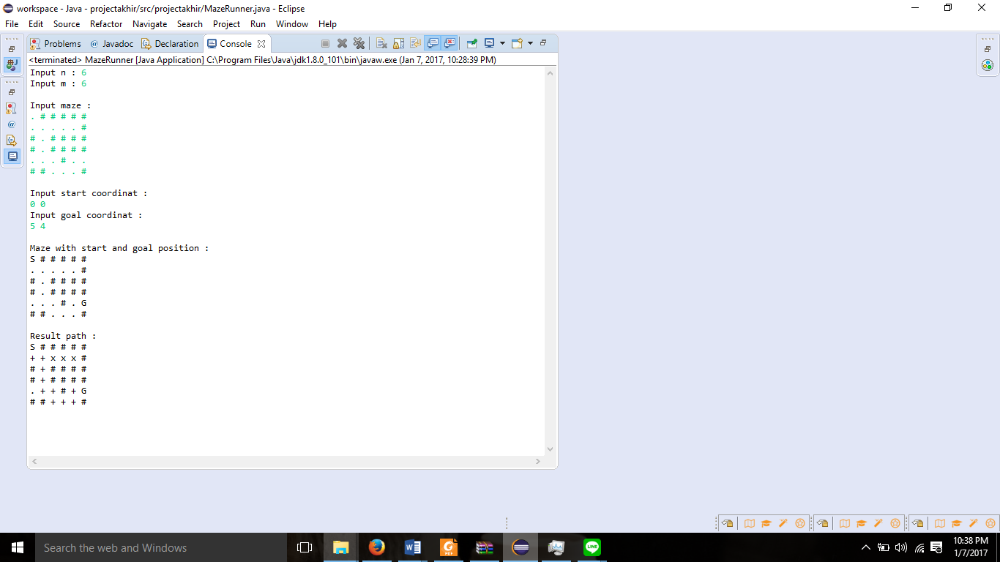 workspace - Java - projectakhir/src/projectakhir/MazeRunner.java - Eclipse
File Edit Source Refactor Navigate Search Project Run Window Help
Problems @ Javadoc Declaration Console
<terminated> MazeRunner [Java Application] C:\Program Files\Java\jdk1.8.0_101\bin\javaw.exe (Jan 7, 2017, 10:28:39 PM)
Input n : 6
Input m : 6
Input maze :
. # # # # #
. . . . . #
# . # # # #
# . # # # #
. . . # . .
# # . . . #
Input start coordinat :
0 0
Input goal coordinat :
5 4
Maze with start and goal position :
S # # # # #
. . . . . #
# . # # # #
# . # # # #
. . . # . G
# # . . . #
Result path :
S # # # # #
+ + x x x #
# + # # # #
# + # # # #
. + + # + G
# # + + + #
Search the web and Windows
10:38 PM
1/7/2017